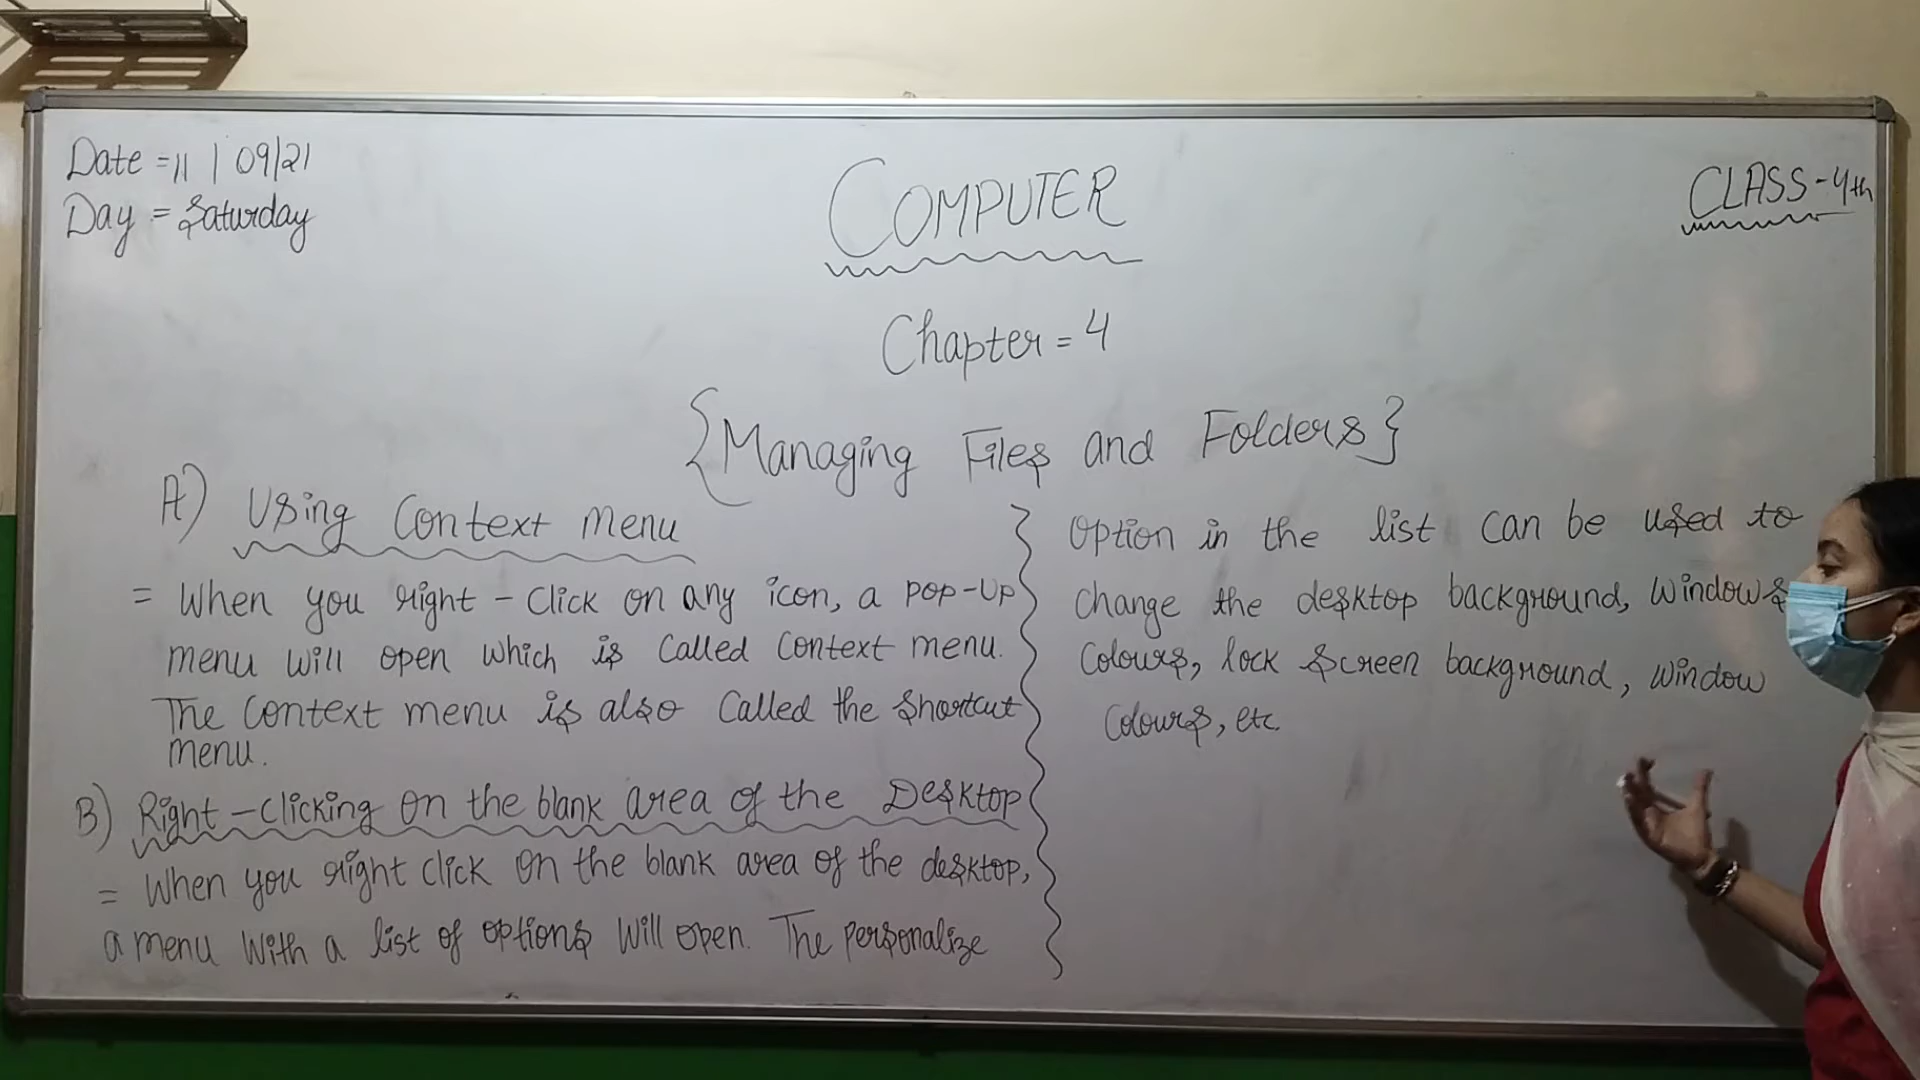 Date = 11 | 09/21
Day = Saturday
COMPUTER
CLASS-4th
Chapter = 4
{Managing Files and Folders}
A) Using Context menu
= When you right - Click on any icon, a pop-up
menu will open which is called Context menu.
The Context menu is also Called the Shortcut
menu.
B) Right-clicking on the blank area of the Desktop
= When you right click on the blank area of the desktop,
a menu with a list of options will open. The personalize
option in the list can be used to
change the desktop background, windows
Colours, lock screen background, window
Colours, etc.